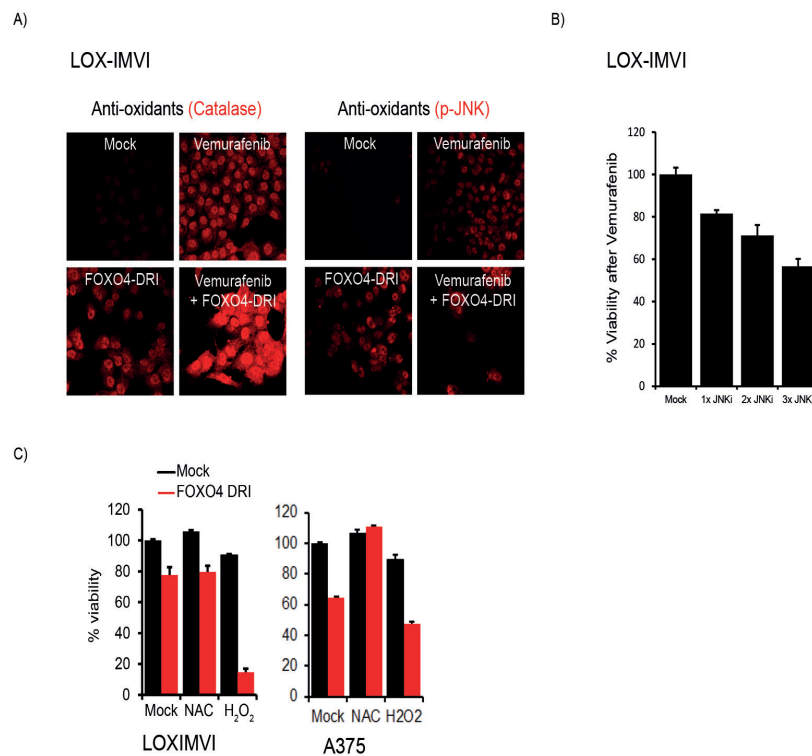 A)
B)
LOX-IMVI
LOX-IMVI
Anti-oxidants (Catalase)
Anti-oxidants (p-JNK)
Mock
Vemurafenib
Mock
Vemurafenib
FOXO4-DRI
Vemurafenib
+ FOXO4-DRI
FOXO4-DRI
Vemurafenib
+ FOXO4-DRI
% Viability after Vemurafenib
120
100
80
60
40
20
0
Mock
1x JNKi
2x JNKi
3x JNK
C)
Mock
FOXO4 DRI
% viability
120
100
80
60
40
20
0
Mock
NAC
H₂O₂
LOXIMVI
120
100
80
60
40
20
0
Mock
NAC
H2O2
A375